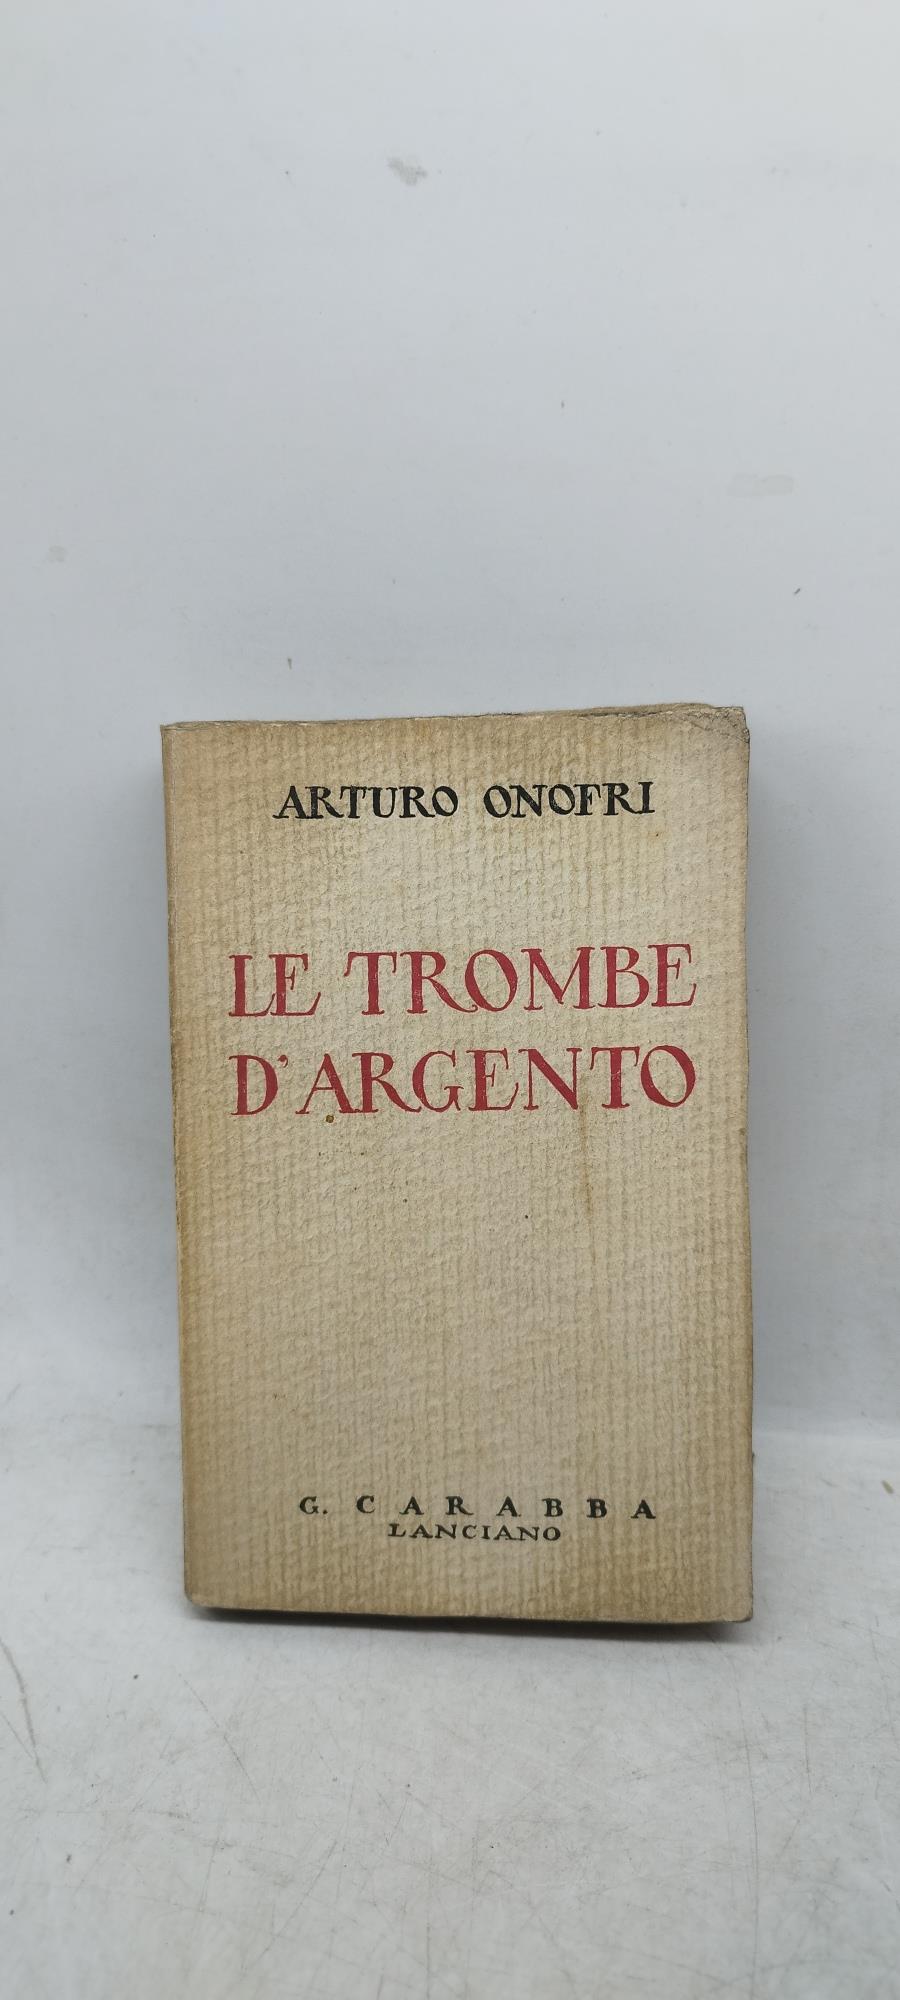 ARTURO ONOFRI
LE TROMBE
D'ARGENTO
G. CARABBA
LANCIANO